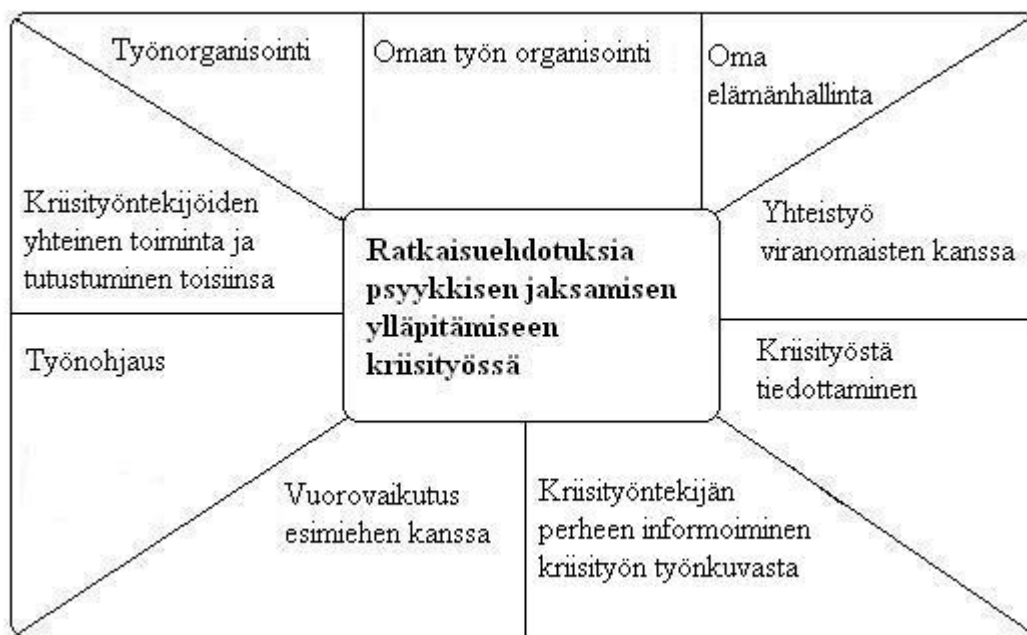 Työnorganisointi
Oman työn organisointi
Oma
elämänhallinta
Kriisityöntekijöiden
yhteinen toiminta ja
tutustuminen toisiinsa
Ratkaisuehdotuksia
psyykkisen jaksamisen
ylläpitämiseen
kriisityössä
Yhteistyö
viranomaisten kanssa
Työnohjaus
Kriisityöstä
tiedottaminen
Vuorovaikutus
esimiehen kanssa
Kriisityöntekijän
perheen informoiminen
kriisityön työnkuvasta